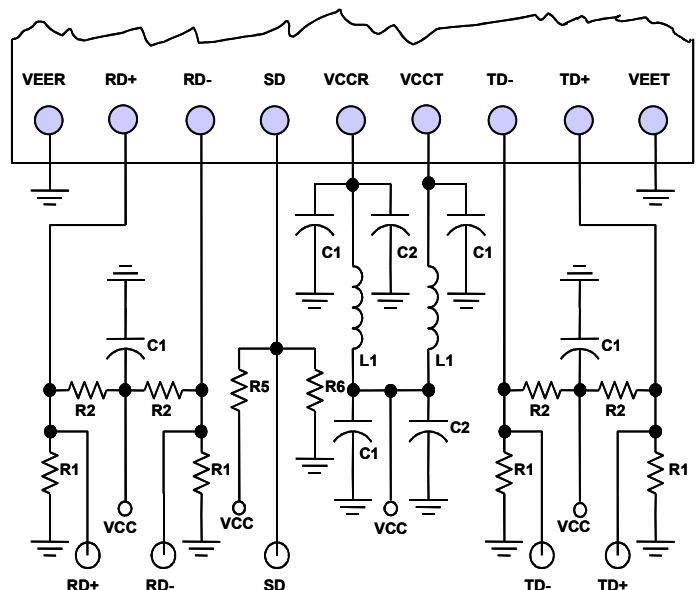 VEER RD+ RD- SD VCCR VCCT TD- TD+ VEET
C1 C2 C1
C1 L1 L1 C1
R2 R2 R5 R6 R2 R2
C1 C2
R1 R1 R1 R1
VCC VCC VCC VCC
RD+ RD- SD TD- TD+